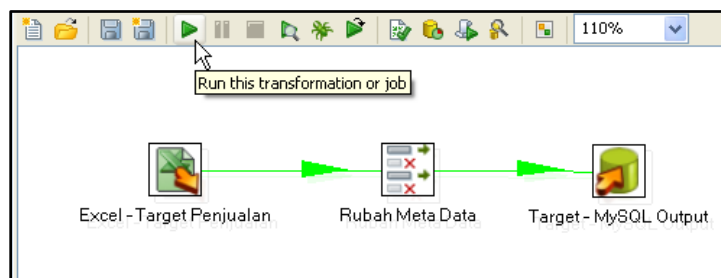 110%
Run this transformation or job
Excel - Target Penjualan
Rubah Meta Data
Target - MySQL Output